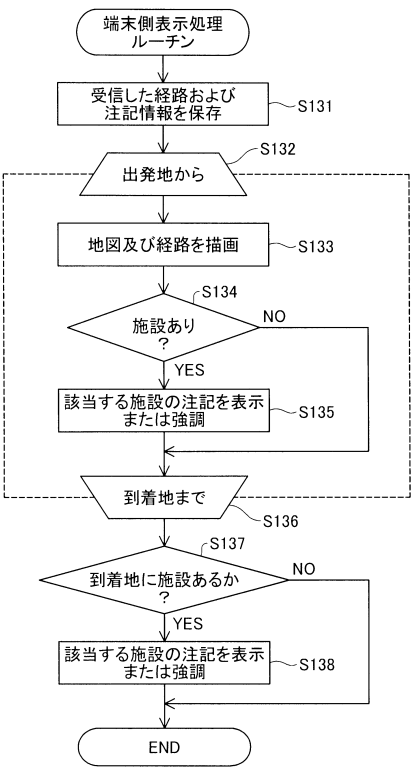 端末側表示処理
ルーチン
受信した経路および
注記情報を保存
S131
S132
出発地から
地図及び経路を描画
S133
S134
施設あり
?
NO
YES
該当する施設の注記を表示
または強調
S135
到着地まで
S136
S137
到着地に施設あるか
?
NO
YES
該当する施設の注記を表示
または強調
S138
END